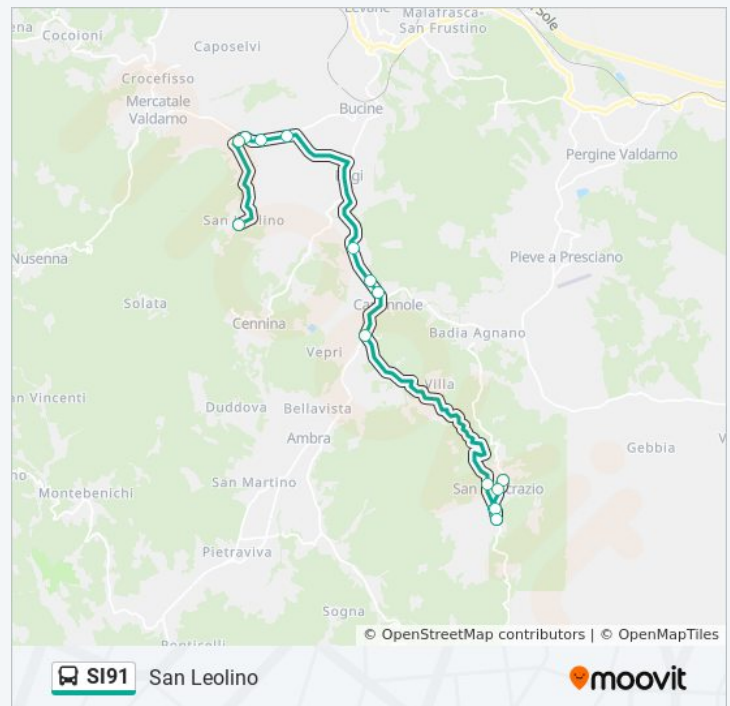 Levane
Malafrasca-
San Frustino
Sole
Cocoioni
Caposelvi
Crocefisso
Mercatale
Valdarno
Bucine
Pergine Valdarno
San Leolino
Nusenna
Pieve a Presciano
Solata
Cennina
Badia Agnano
Vepri
Villa
an Vincenti
Duddova
Bellavista
Ambra
Gebbia
San Martino
Montebenichi
Pietraviva
Sogna
© OpenStreetMap contributors | © OpenMapTiles
SI91 San Leolino
moovit